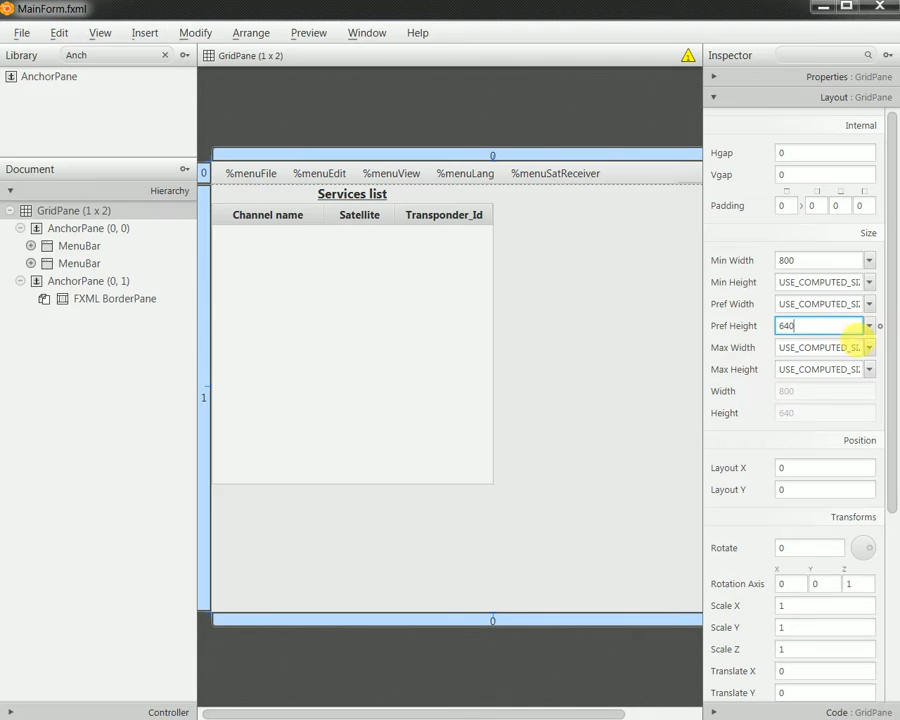 MainForm.fxml
File Edit View Insert Modify Arrange Preview Window Help
Library Anch
AnchorPane
Document
Hierarchy
GridPane (1 x 2)
AnchorPane (0, 0)
MenuBar
MenuBar
AnchorPane (0, 1)
FXML BorderPane
Controller
GridPane (1 x 2)
0
0 %menuFile %menuEdit %menuView %menuLang %menuSatReceiver
Services list
Channel name Satellite Transponder_Id
1
0
Inspector
Properties : GridPane
Layout : GridPane
Internal
Hgap 0
Vgap 0
Padding 0 0 0 0
Size
Min Width 800
Min Height USE_COMPUTED_SI
Pref Width USE_COMPUTED_SI
Pref Height 640
Max Width USE_COMPUTED_SI
Max Height USE_COMPUTED_SI
Width 800
Height 640
Position
Layout X 0
Layout Y 0
Transforms
Rotate 0
X Y Z
Rotation Axis 0 0 1
Scale X 1
Scale Y 1
Scale Z 1
Translate X 0
Translate Y 0
Code : GridPane